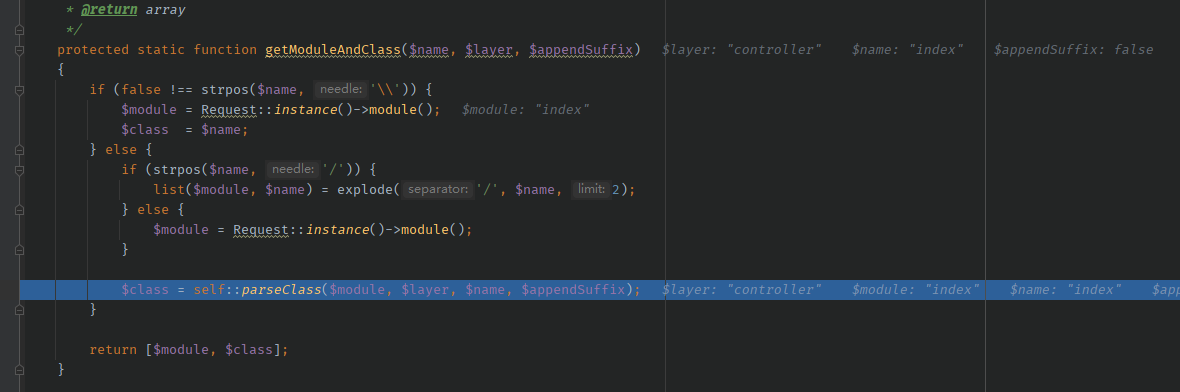 * @return array
*/
protected static function getModuleAndClass($name, $layer, $appendSuffix) $layer: "controller" $name: "index" $appendSuffix: false
{
if (false !== strpos($name, needle: '\\')) {
$module = Request::instance()->module(); $module: "index"
$class = $name;
} else {
if (strpos($name, needle: '/')) {
list($module, $name) = explode( separator: '/', $name, limit: 2);
} else {
$module = Request::instance()->module();
}
$class = self::parseClass($module, $layer, $name, $appendSuffix); $layer: "controller" $module: "index" $name: "index" $app
}
return [$module, $class];
}